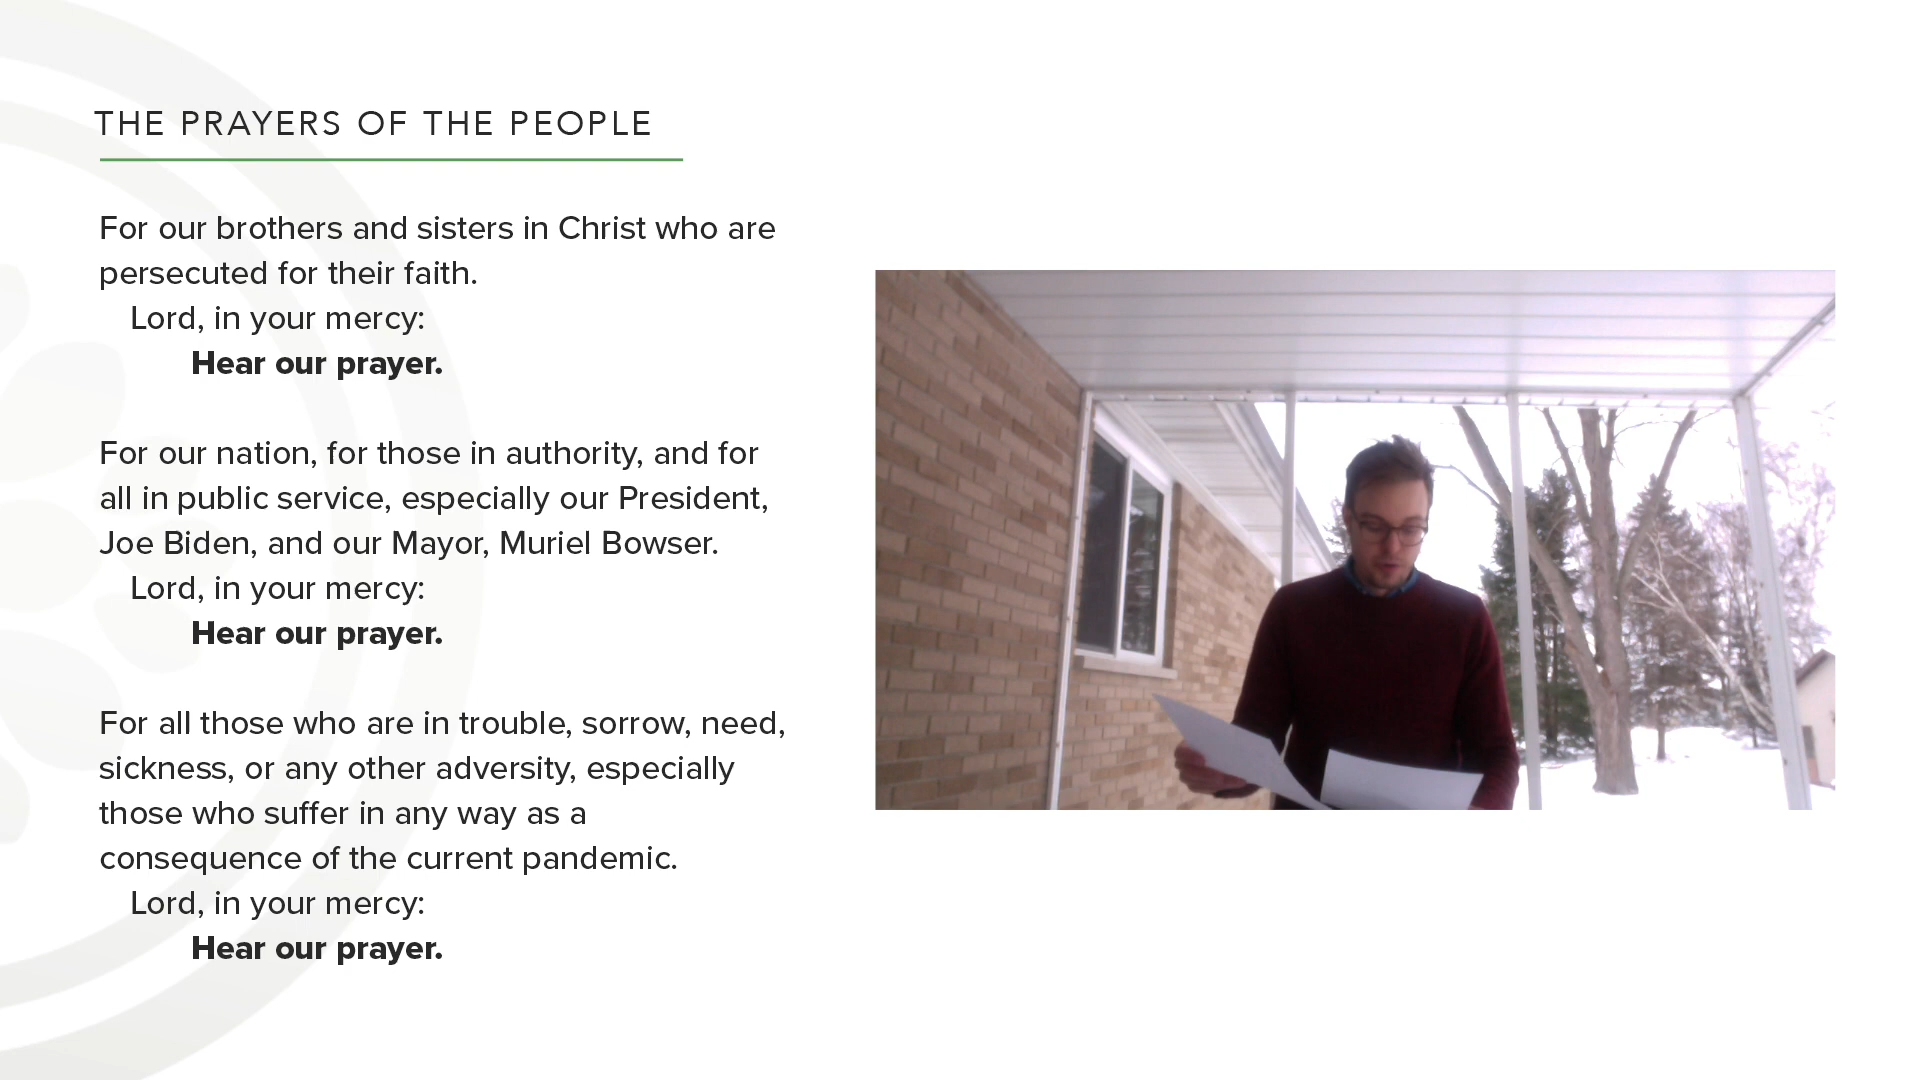 THE PRAYERS OF THE PEOPLE
For our brothers and sisters in Christ who are
persecuted for their faith.
Lord, in your mercy:
Hear our prayer.
For our nation, for those in authority, and for
all in public service, especially our President,
Joe Biden, and our Mayor, Muriel Bowser.
Lord, in your mercy:
Hear our prayer.
For all those who are in trouble, sorrow, need,
sickness, or any other adversity, especially
those who suffer in any way as a
consequence of the current pandemic.
Lord, in your mercy:
Hear our prayer.